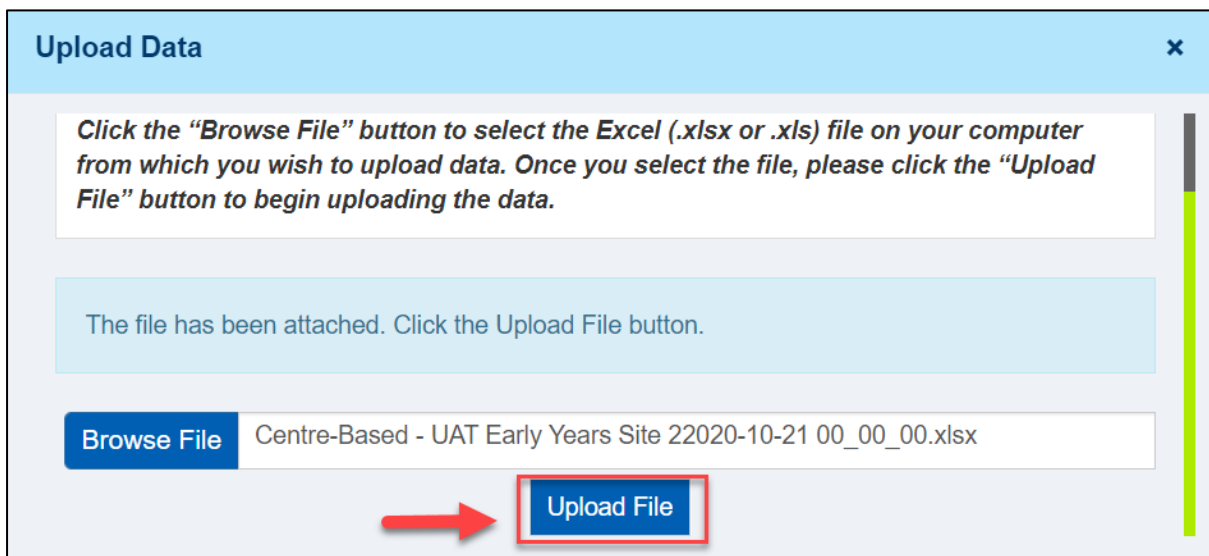 Upload Data ×
Click the “Browse File” button to select the Excel (.xlsx or .xls) file on your computer
from which you wish to upload data. Once you select the file, please click the “Upload
File” button to begin uploading the data.
The file has been attached. Click the Upload File button.
Browse File Centre-Based - UAT Early Years Site 22020-10-21 00_00_00.xlsx
Upload File